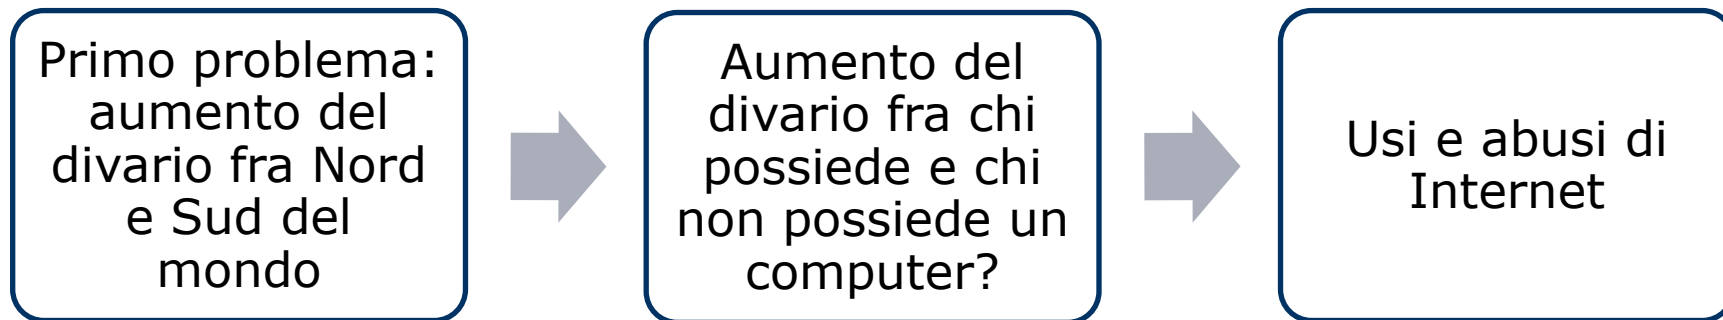 Primo problema:
aumento del
divario fra Nord
e Sud del
mondo
Aumento del
divario fra chi
possiede e chi
non possiede un
computer?
Usi e abusi di
Internet